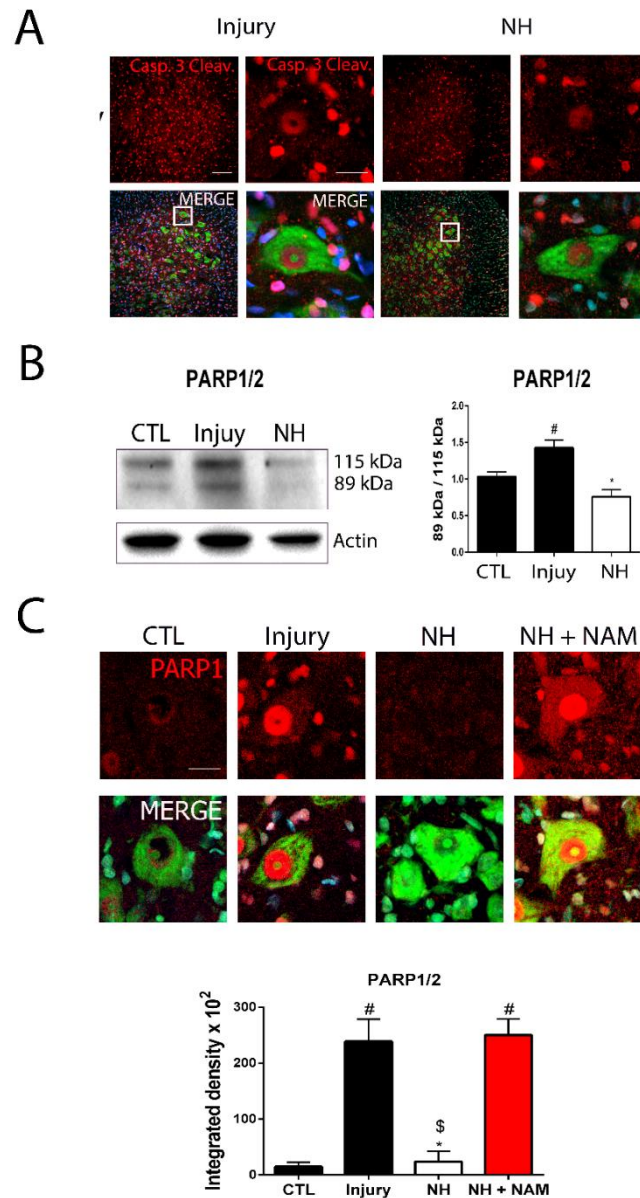 A
Injury NH
Casp. 3 Cleav. Casp. 3 Cleav.
MERGE MERGE
B
PARP1/2
CTL Injuy NH
115 kDa
89 kDa
Actin
PARP1/2
89 kDa / 115 kDa
2.0
1.5
1.0
0.5
0.0
#
*
CTL Injuy NH
C
CTL Injury NH NH + NAM
PARP1
MERGE
PARP1/2
Integrated density x 10²
300
200
100
0
#
$
*
#
CTL Injury NH NH + NAM